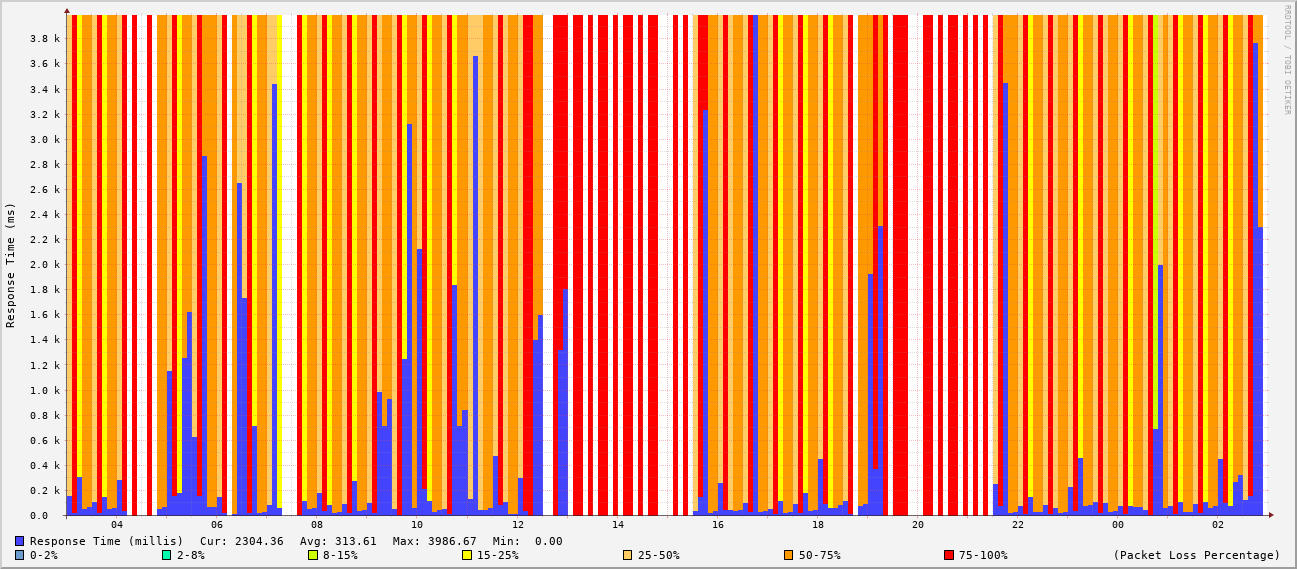 RRDTOOL / TOBI OETIKER
Response Time (ms)
3.8 k
3.6 k
3.4 k
3.2 k
3.0 k
2.8 k
2.6 k
2.4 k
2.2 k
2.0 k
1.8 k
1.6 k
1.4 k
1.2 k
1.0 k
0.8 k
0.6 k
0.4 k
0.2 k
0.0
04 06 08 10 12 14 16 18 20 22 00 02
Response Time (millis) Cur: 2304.36 Avg: 313.61 Max: 3986.67 Min: 0.00
0-2% 2-8% 8-15% 15-25% 25-50% 50-75% 75-100% (Packet Loss Percentage)